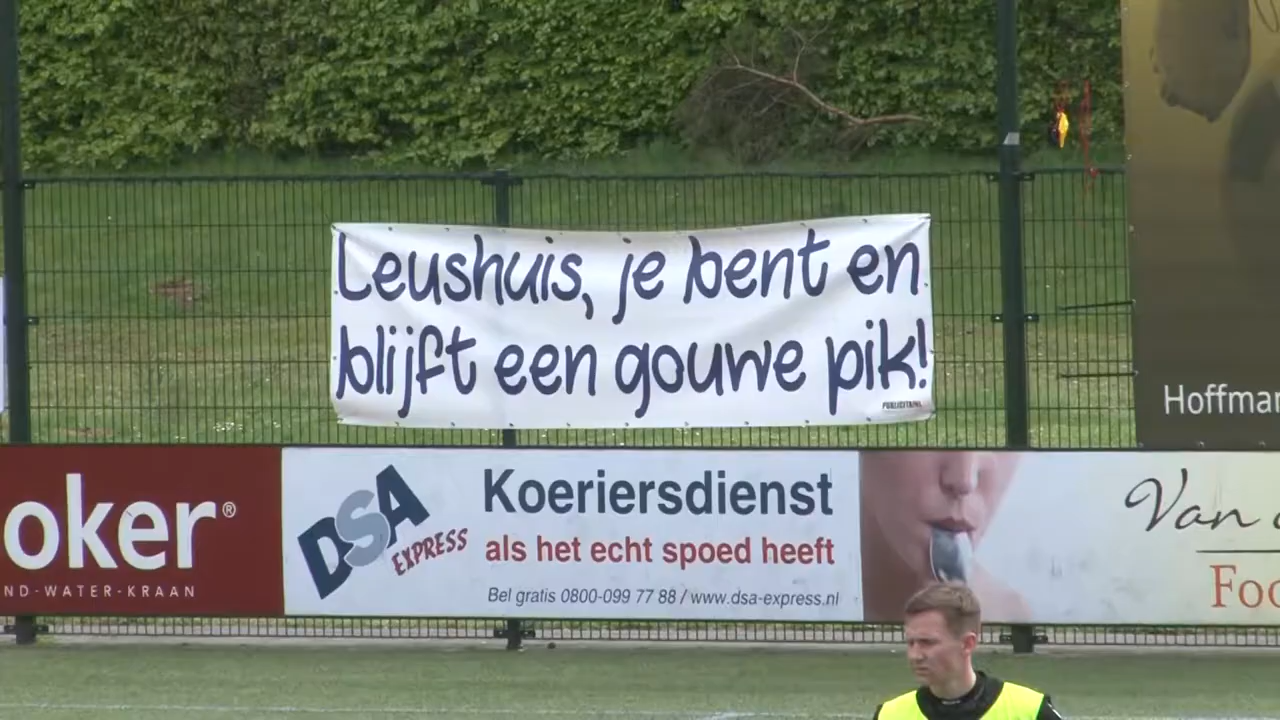 Leushuis, je bent en
blijft een gouwe pik!
Hoffmar
oker®
ND-WATER-KRAAN
DSA
EXPRESS
Koeriersdienst
als het echt spoed heeft
Bel gratis 0800-099 77 88 / www.dsa-express.nl
Van
Foo